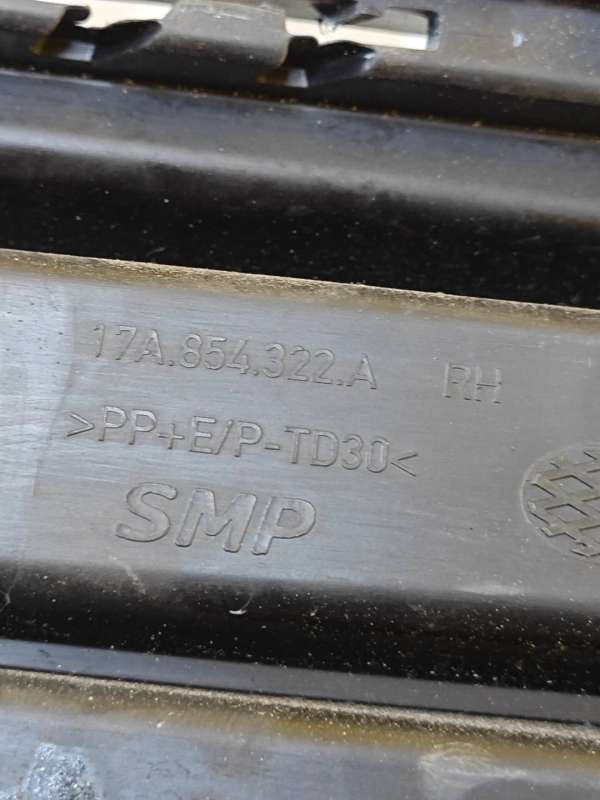 17A.854.322.A RH
>PP+E/P-TD30<
SMP